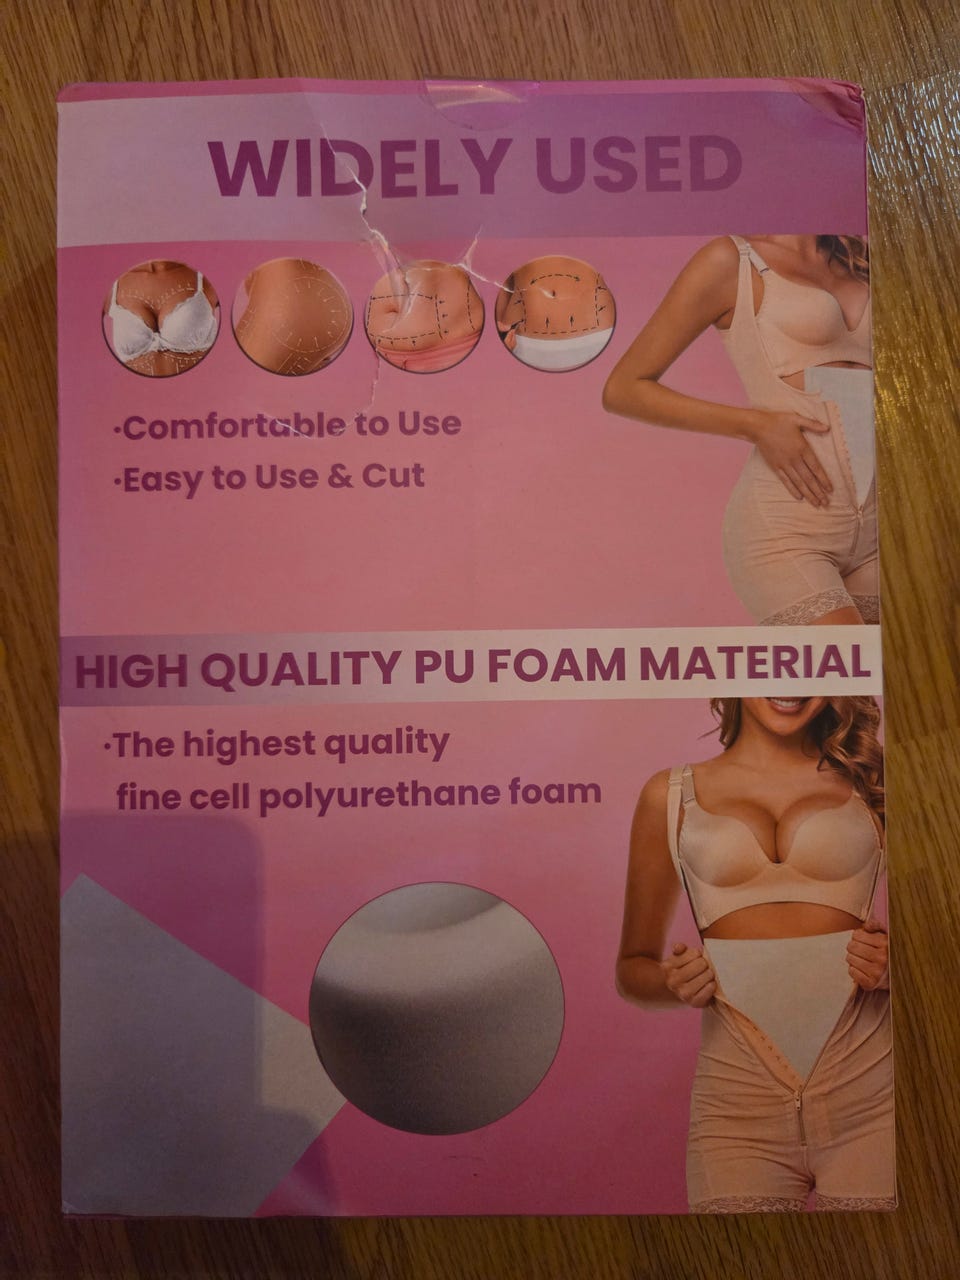 WIDELY USED
·Comfortable to Use
·Easy to Use & Cut
HIGH QUALITY PU FOAM MATERIAL
·The highest quality
fine cell polyurethane foam